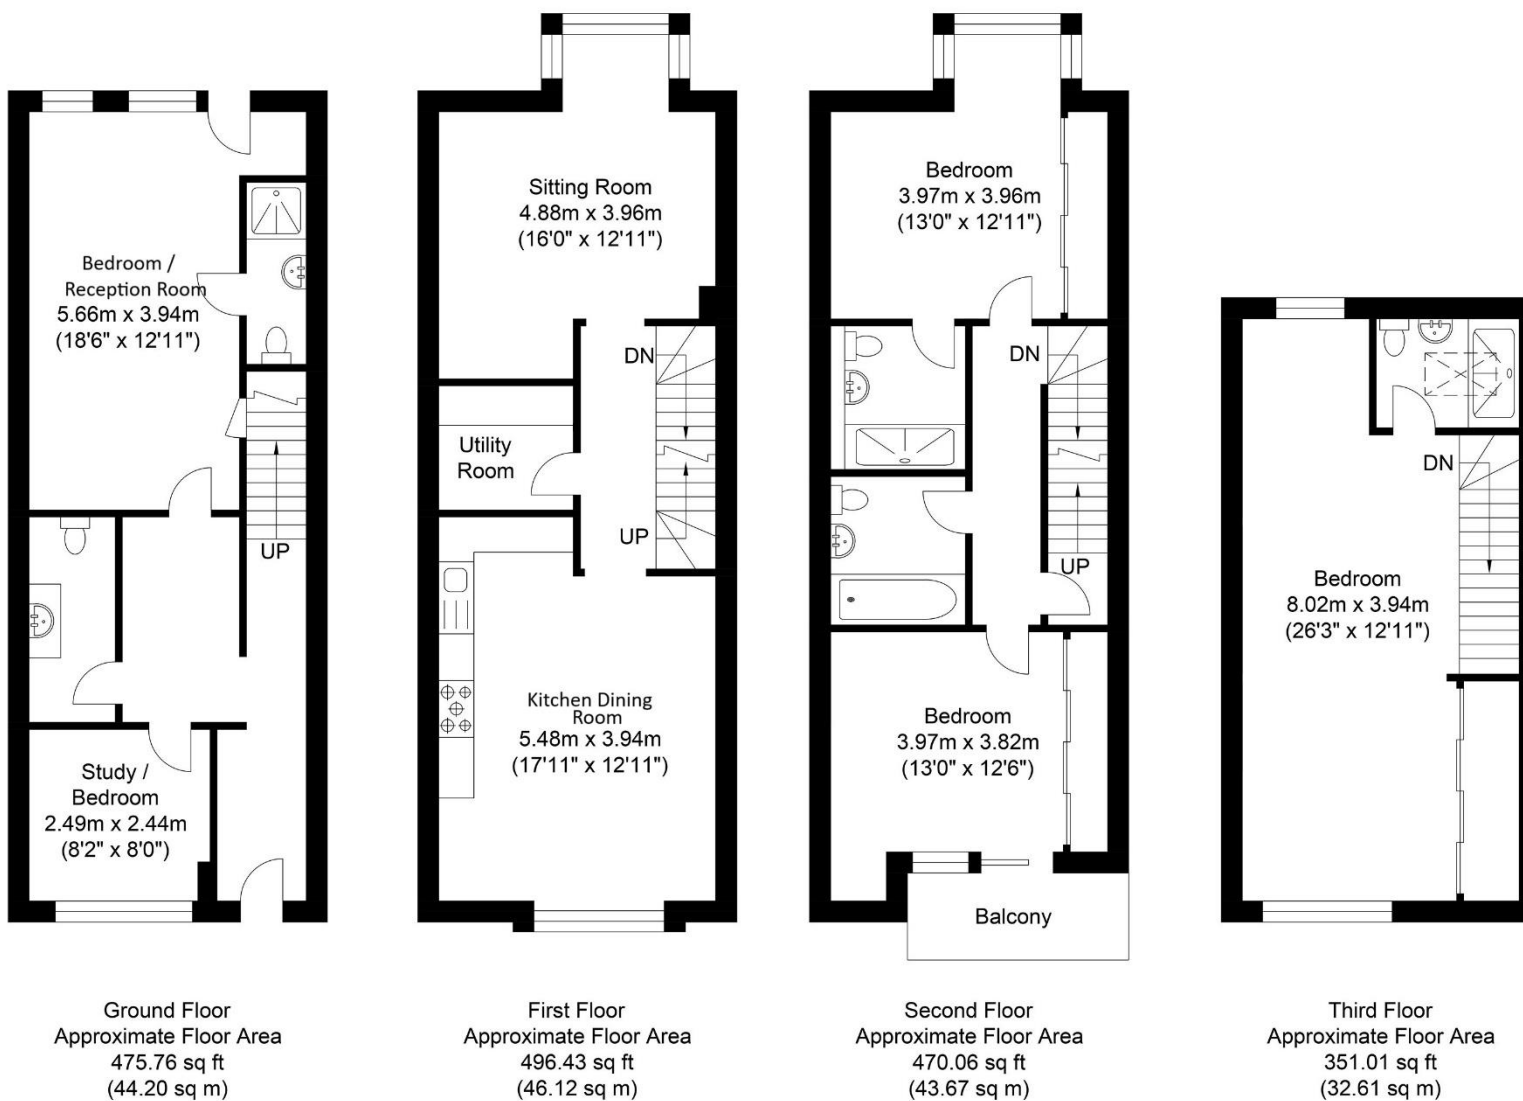 Bedroom /
Reception Room
5.66m x 3.94m
(18'6" x 12'11")
UP
Study /
Bedroom
2.49m x 2.44m
(8'2" x 8'0")
Ground Floor
Approximate Floor Area
475.76 sq ft
(44.20 sq m)
Sitting Room
4.88m x 3.96m
(16'0" x 12'11")
DN
Utility
Room
UP
Kitchen Dining
Room
5.48m x 3.94m
(17'11" x 12'11")
First Floor
Approximate Floor Area
496.43 sq ft
(46.12 sq m)
Bedroom
3.97m x 3.96m
(13'0" x 12'11")
DN
UP
Bedroom
3.97m x 3.82m
(13'0" x 12'6")
Balcony
Second Floor
Approximate Floor Area
470.06 sq ft
(43.67 sq m)
DN
Bedroom
8.02m x 3.94m
(26'3" x 12'11")
Third Floor
Approximate Floor Area
351.01 sq ft
(32.61 sq m)